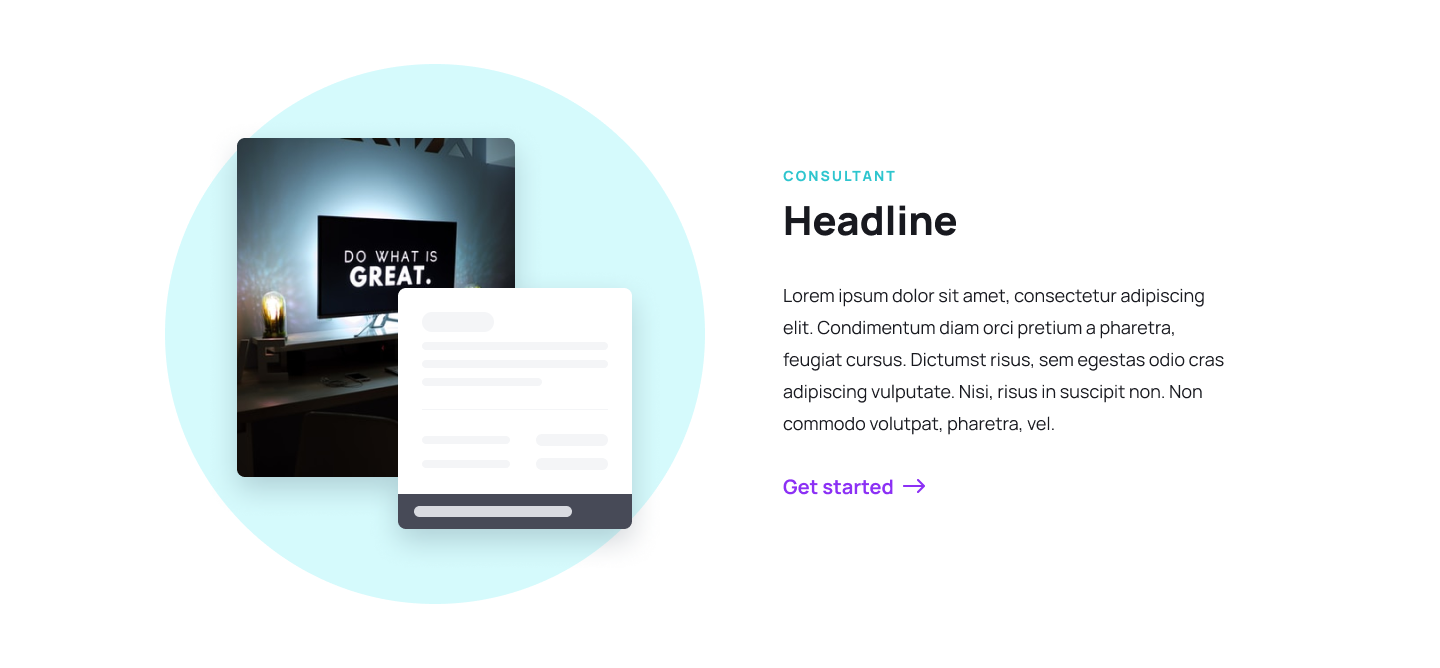 DO WHAT IS
GREAT.
CONSULTANT
Headline
Lorem ipsum dolor sit amet, consectetur adipiscing
elit. Condimentum diam orci pretium a pharetra,
feugiat cursus. Dictumst risus, sem egestas odio cras
adipiscing vulputate. Nisi, risus in suscipit non. Non
commodo volutpat, pharetra, vel.
Get started